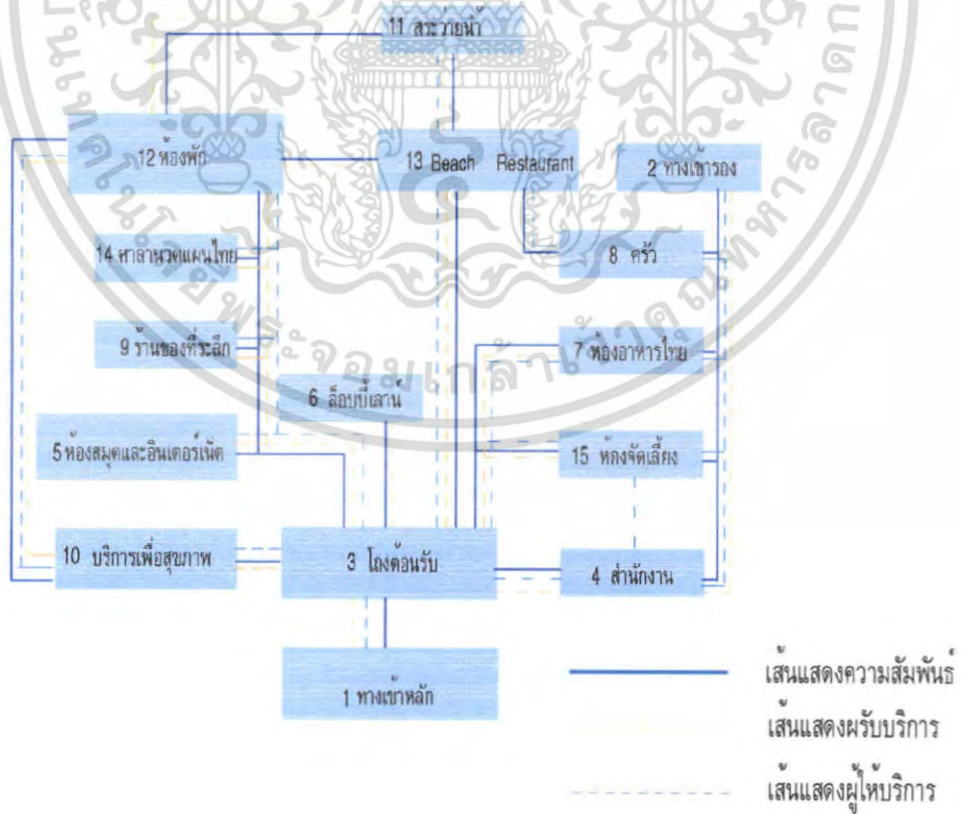 11 สระว่ายน้ำ
12 ห้องพัก
13 Beach Restaurant
2 ทางเข้ารอง
14 ศาลานวดแผนไทย
8 ครัว
9 ร้านของที่ระลึก
7 ห้องอาหารไทย
6 ล็อบบี้เลาน์
5 ห้องสมุดและอินเตอร์เน็ต
15 ห้องจัดเลี้ยง
10 บริการเพื่อสุขภาพ
3 โถงต้อนรับ
4 สำนักงาน
1 ทางเข้าหลัก
เส้นแสดงความสัมพันธ์
เส้นแสดงผรับบริการ
เส้นแสดงผู้ให้บริการ